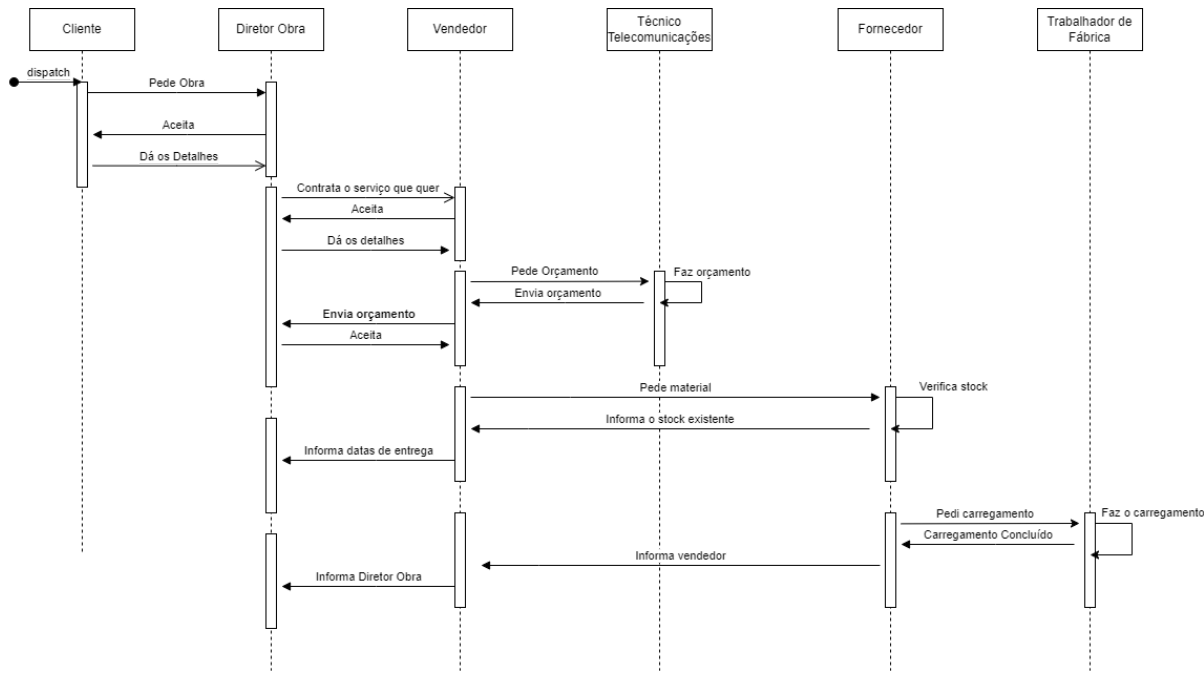 Cliente
Diretor Obra
Vendedor
Técnico
Telecomunicações
Fornecedor
Trabalhador de
Fábrica
dispatch
Pede Obra
Aceita
Dá os Detalhes
Contrata o serviço que quer
Aceita
Dá os detalhes
Pede Orçamento
Faz orçamento
Envia orçamento
Envia orçamento
Aceita
Pede material
Verifica stock
Informa o stock existente
Informa datas de entrega
Pedi carregamento
Faz o carregamento
Carregamento Concluído
Informa vendedor
Informa Diretor Obra